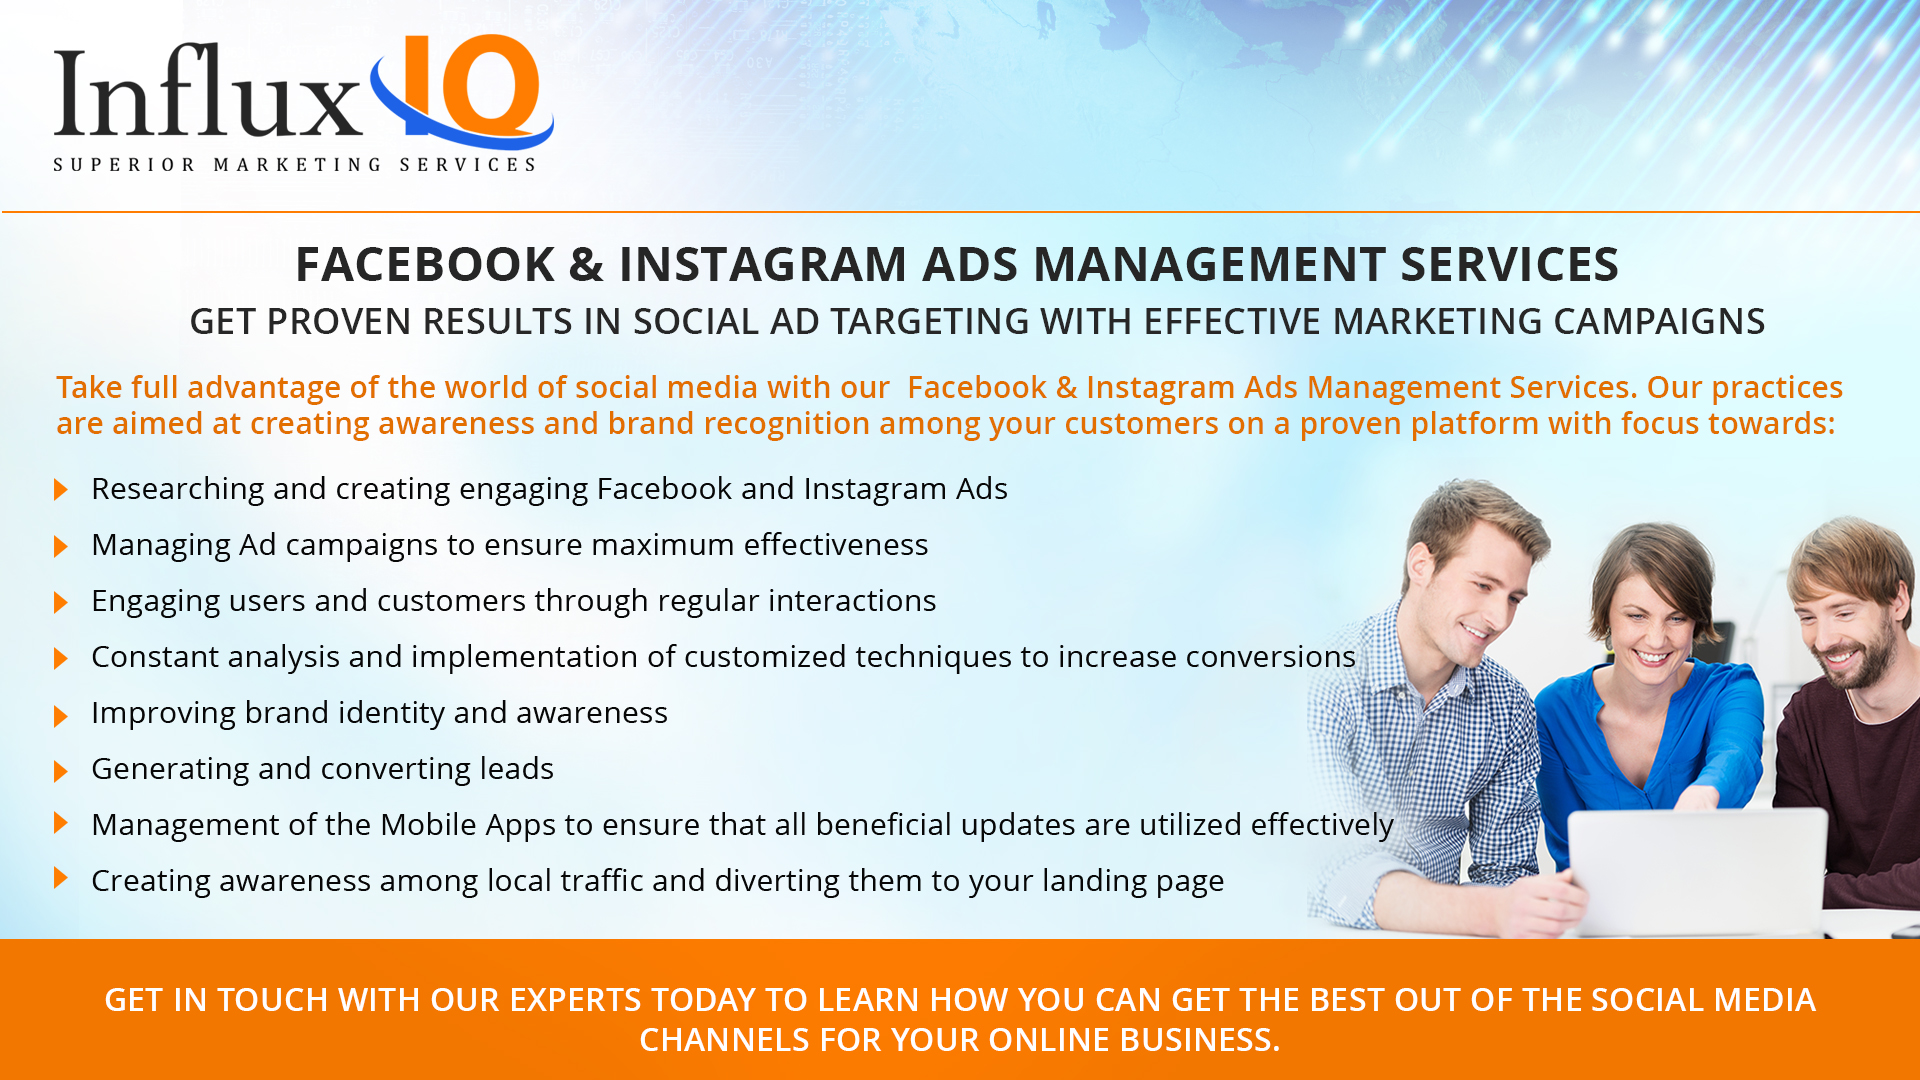 Influx IQ
SUPERIOR MARKETING SERVICES
FACEBOOK & INSTAGRAM ADS MANAGEMENT SERVICES
GET PROVEN RESULTS IN SOCIAL AD TARGETING WITH EFFECTIVE MARKETING CAMPAIGNS
Take full advantage of the world of social media with our Facebook & Instagram Ads Management Services. Our practices
are aimed at creating awareness and brand recognition among your customers on a proven platform with focus towards:
Researching and creating engaging Facebook and Instagram Ads
Managing Ad campaigns to ensure maximum effectiveness
Engaging users and customers through regular interactions
Constant analysis and implementation of customized techniques to increase conversions
Improving brand identity and awareness
Generating and converting leads
Management of the Mobile Apps to ensure that all beneficial updates are utilized effectively
Creating awareness among local traffic and diverting them to your landing page
GET IN TOUCH WITH OUR EXPERTS TODAY TO LEARN HOW YOU CAN GET THE BEST OUT OF THE SOCIAL MEDIA
CHANNELS FOR YOUR ONLINE BUSINESS.